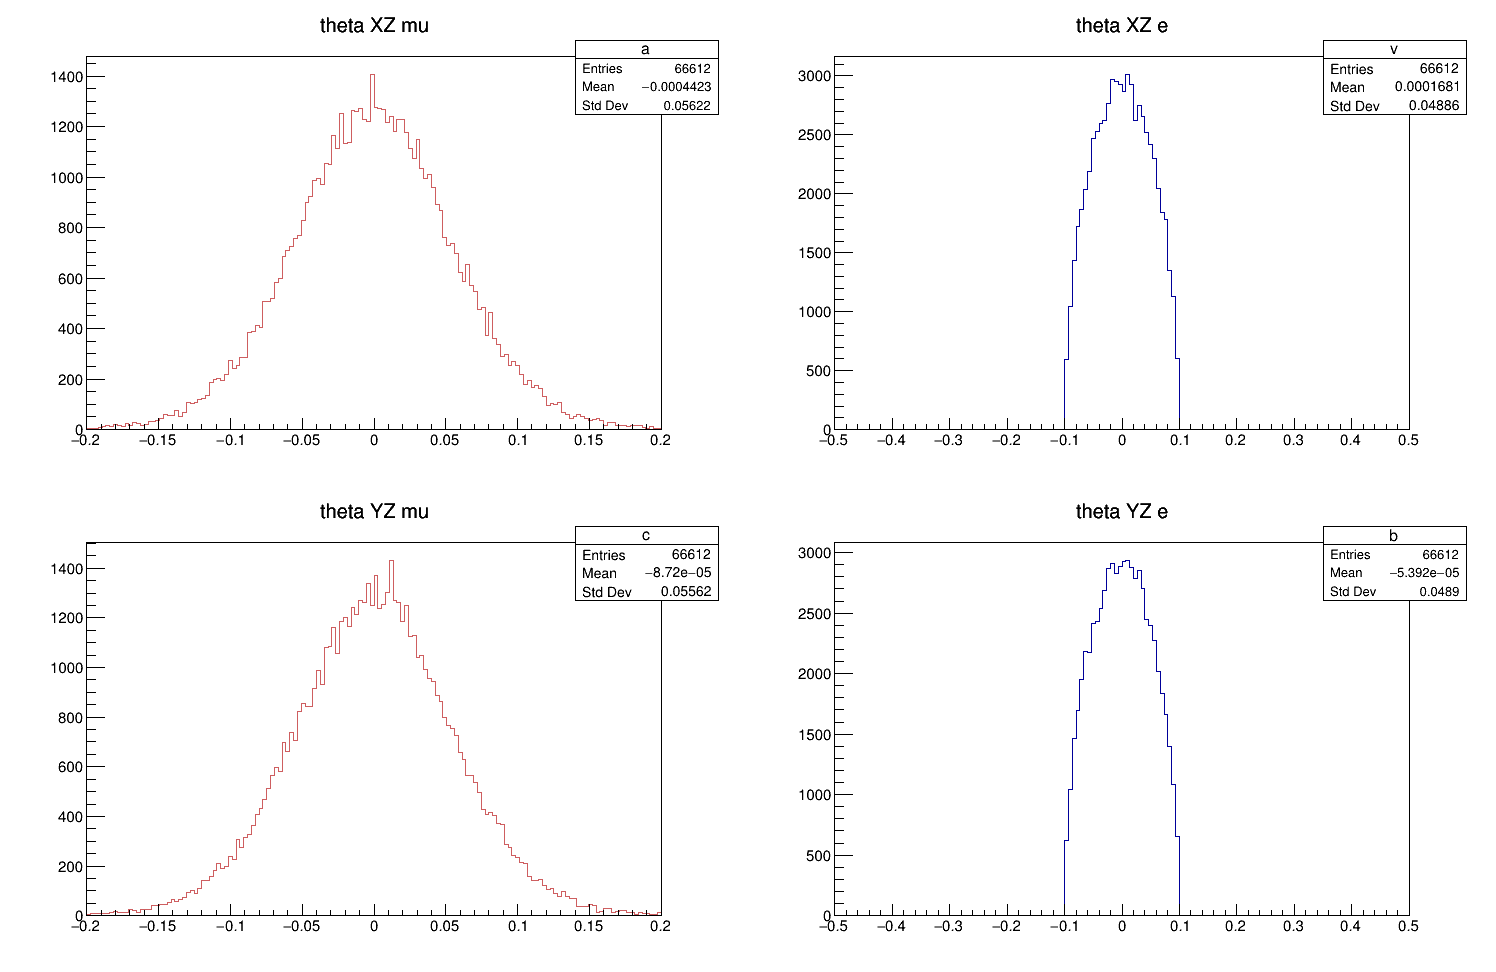 theta XZ mu
a
Entries 66612
Mean −0.0004423
Std Dev 0.05622
1400
1200
1000
800
600
400
200
0
−0.2 −0.15 −0.1 −0.05 0 0.05 0.1 0.15 0.2
theta XZ e
v
Entries 66612
Mean 0.0001681
Std Dev 0.04886
3000
2500
2000
1500
1000
500
0
−0.5 −0.4 −0.3 −0.2 −0.1 0 0.1 0.2 0.3 0.4 0.5
theta YZ mu
c
Entries 66612
Mean −8.72e−05
Std Dev 0.05562
1400
1200
1000
800
600
400
200
0
−0.2 −0.15 −0.1 −0.05 0 0.05 0.1 0.15 0.2
theta YZ e
b
Entries 66612
Mean −5.392e−05
Std Dev 0.0489
3000
2500
2000
1500
1000
500
0
−0.5 −0.4 −0.3 −0.2 −0.1 0 0.1 0.2 0.3 0.4 0.5